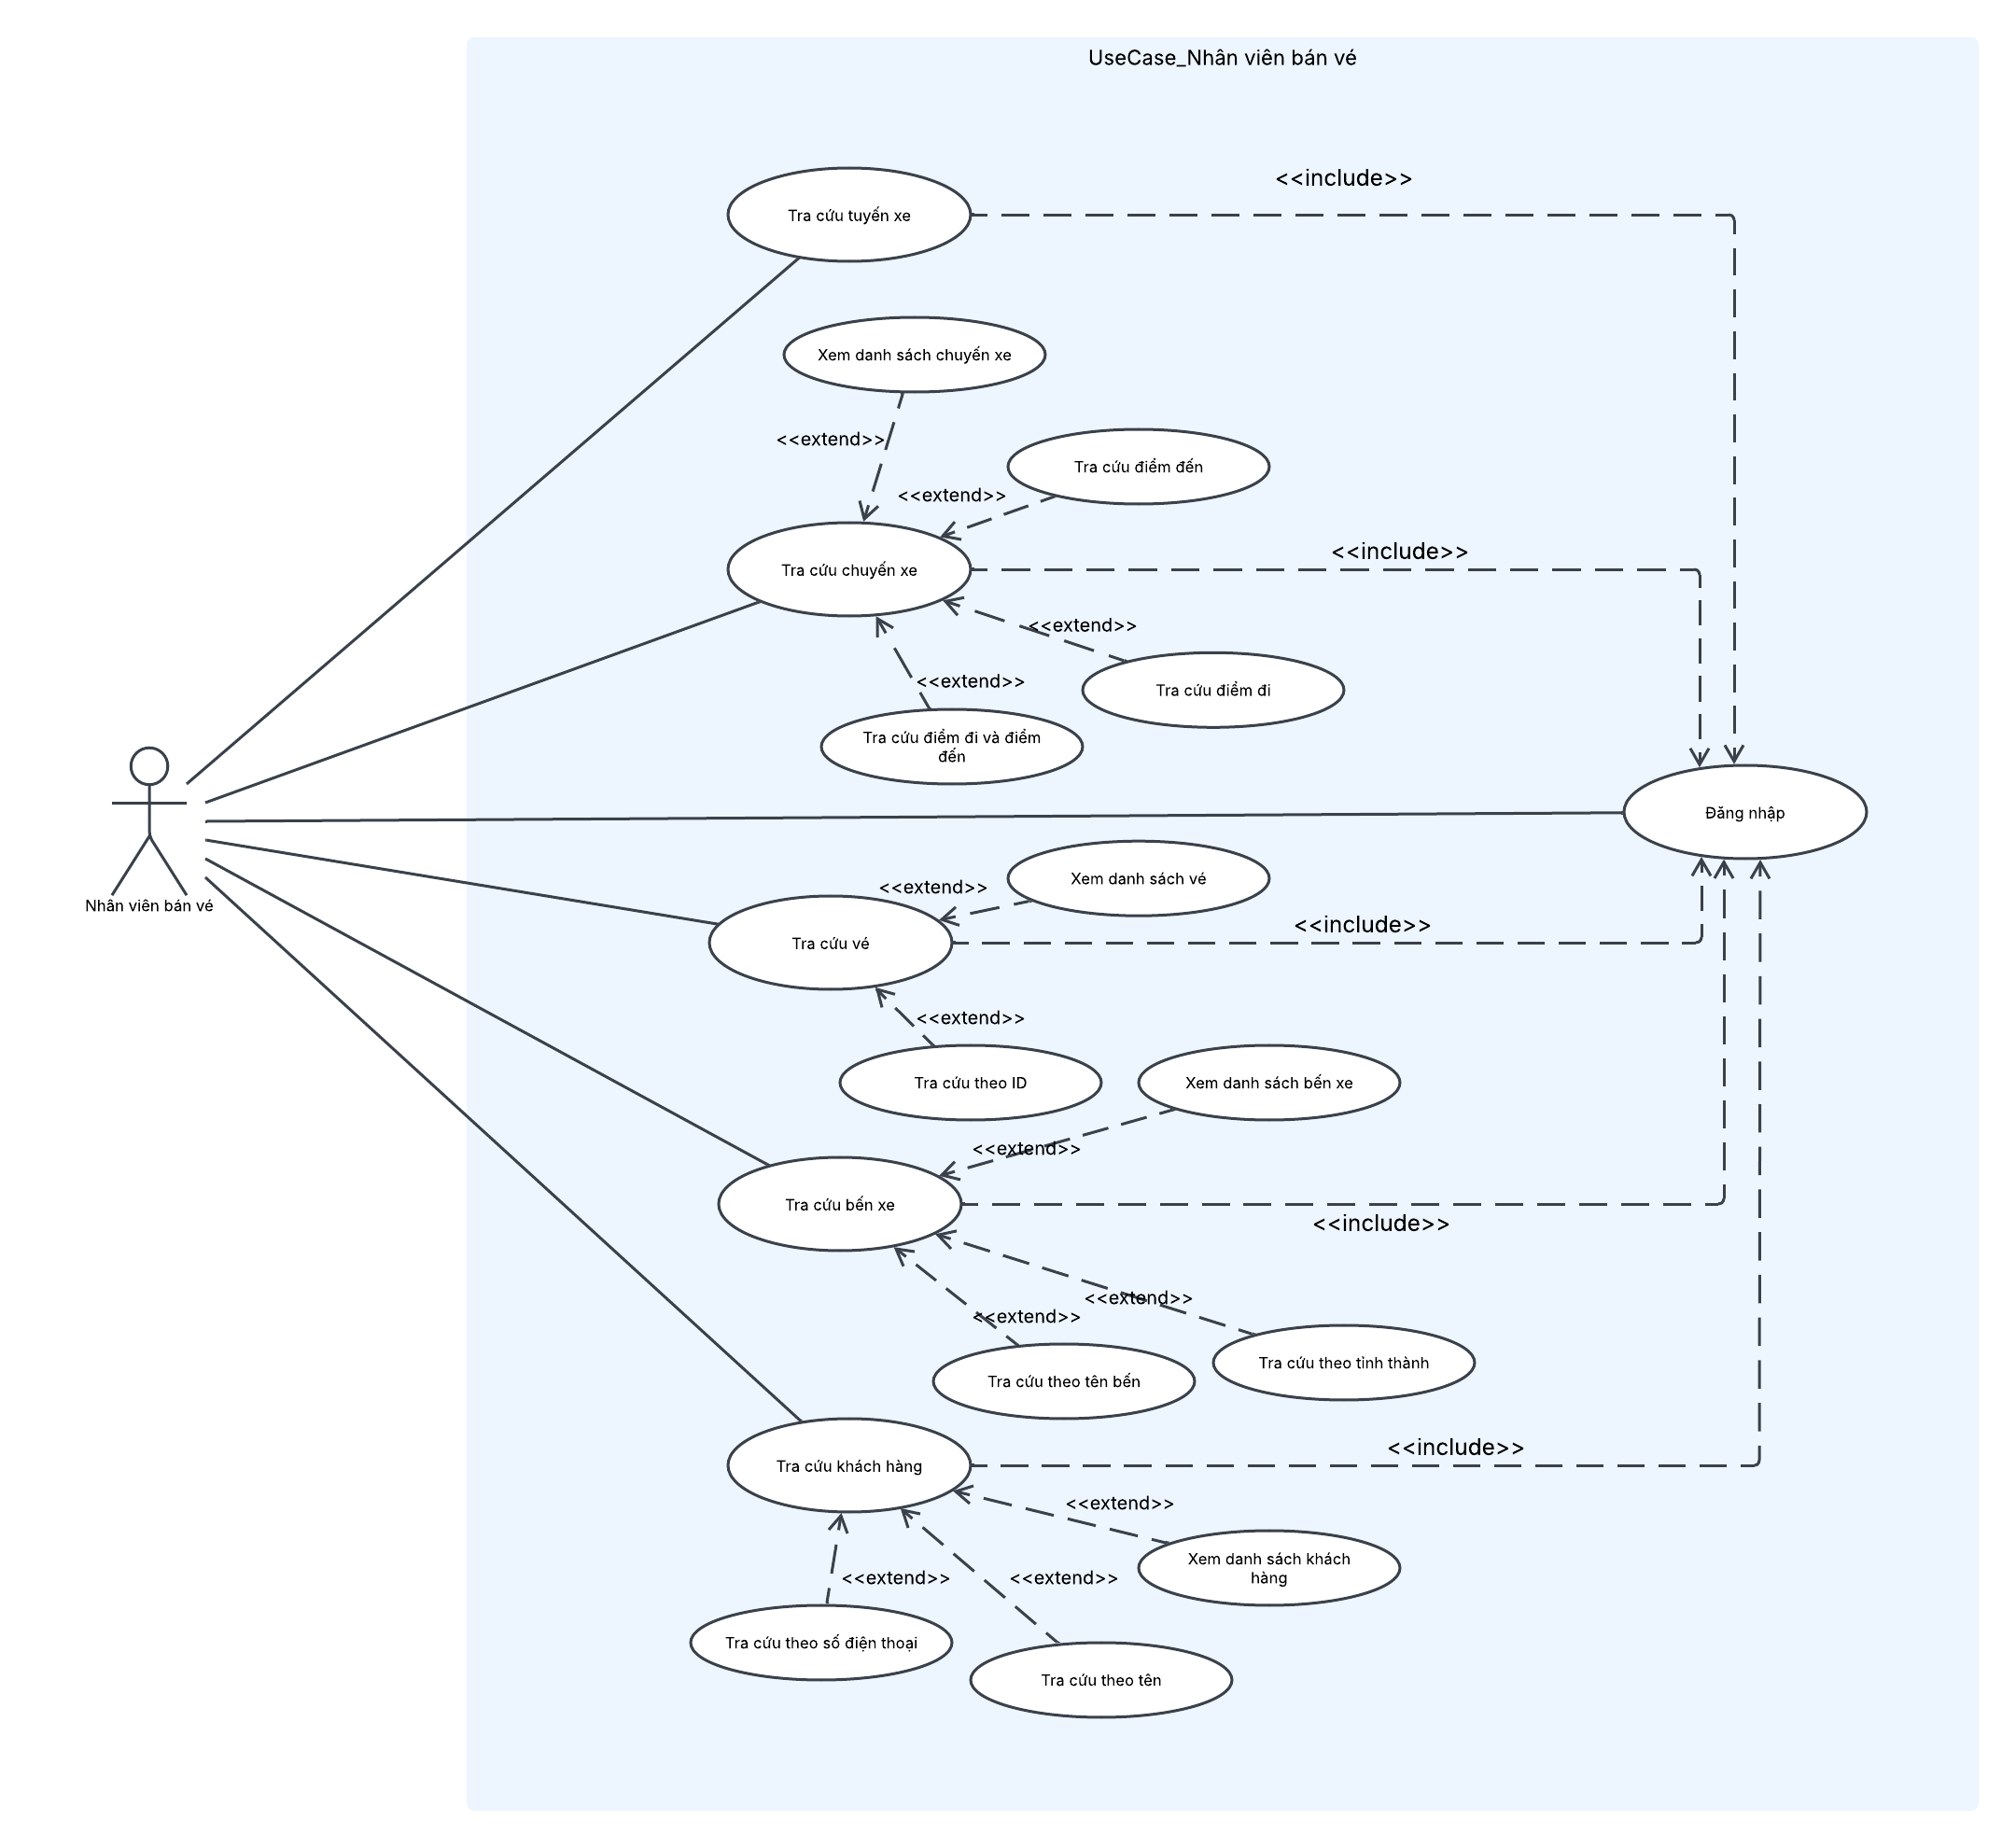 UseCase_Nhân viên bán vé
<<include>>
Tra cứu tuyến xe
Xem danh sách chuyến xe
<<extend>>
Tra cứu điểm đến
<<extend>>
<<include>>
Tra cứu chuyến xe
<<extend>>
<<extend>>
Tra cứu điểm đi
Tra cứu điểm đi và điểm
đến
Đăng nhập
Nhân viên bán vé
Xem danh sách vé
<<extend>>
<<include>>
Tra cứu vé
<<extend>>
Tra cứu theo ID
Xem danh sách bến xe
<<extend>>
Tra cứu bến xe
<<include>>
<<extend>>
<<extend>>
Tra cứu theo tỉnh thành
Tra cứu theo tên bến
<<include>>
Tra cứu khách hàng
<<extend>>
Xem danh sách khách
hàng
<<extend>>
<<extend>>
Tra cứu theo số điện thoại
Tra cứu theo tên